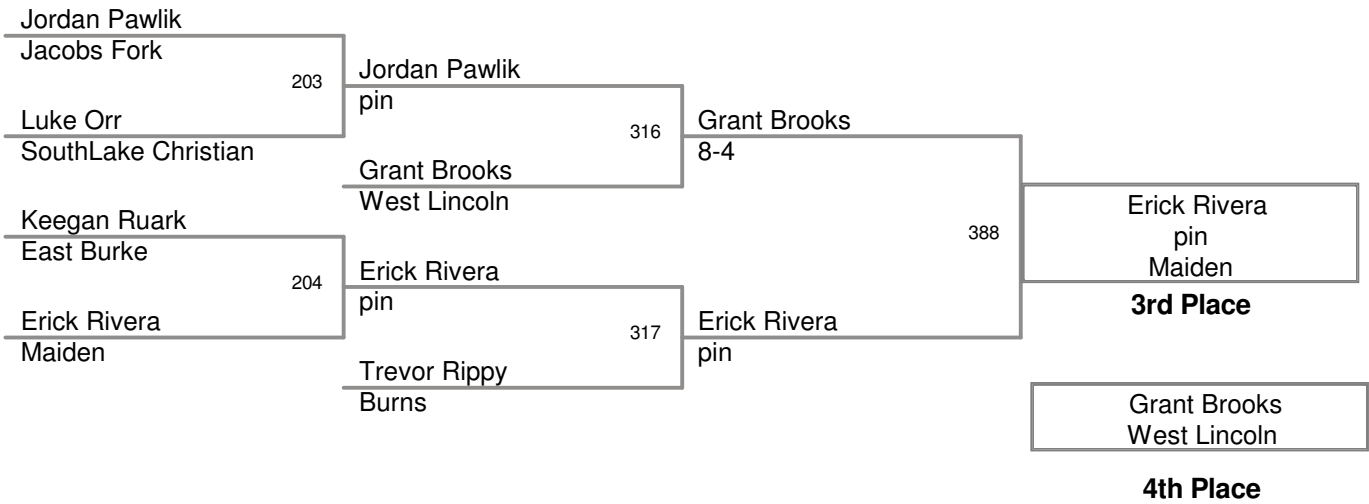 Jordan Pawlik
Jacobs Fork
203
Luke Orr
SouthLake Christian
Keegan Ruark
East Burke
204
Erick Rivera
Maiden
Jordan Pawlik
pin
316
Grant Brooks
West Lincoln
Erick Rivera
pin
317
Trevor Rippy
Burns
Grant Brooks
8-4
388
Erick Rivera
pin
Erick Rivera
pin
Maiden
3rd Place
Grant Brooks
West Lincoln
4th Place